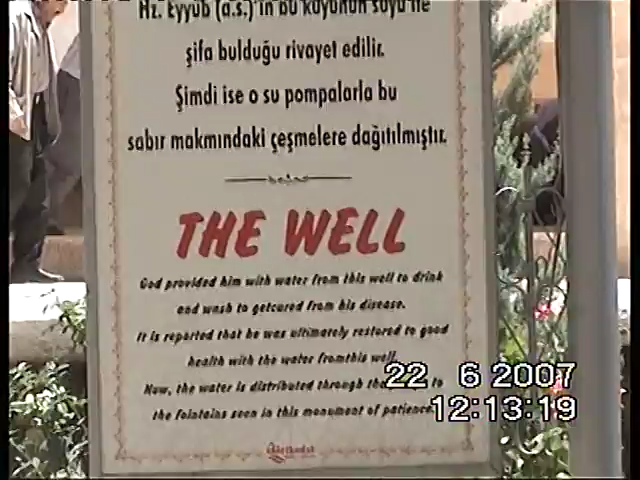 Hz. Eyyub (a.s.)'ın bu kuyunun suyu ile
şifa bulduğu rivayet edilir.
Şimdi ise o su pompalarla bu
sabır makmındaki çeşmelere dağıtılmıştır.
THE WELL
God provided him with water from this well to drink
and wash to getcured from his disease.
It is reported that he was ultimately restored to good
health with the water fromthis well.
Now, the water is distributed through the to
the fointains seen in this monument of patience.
22 6 2007
12:13:19